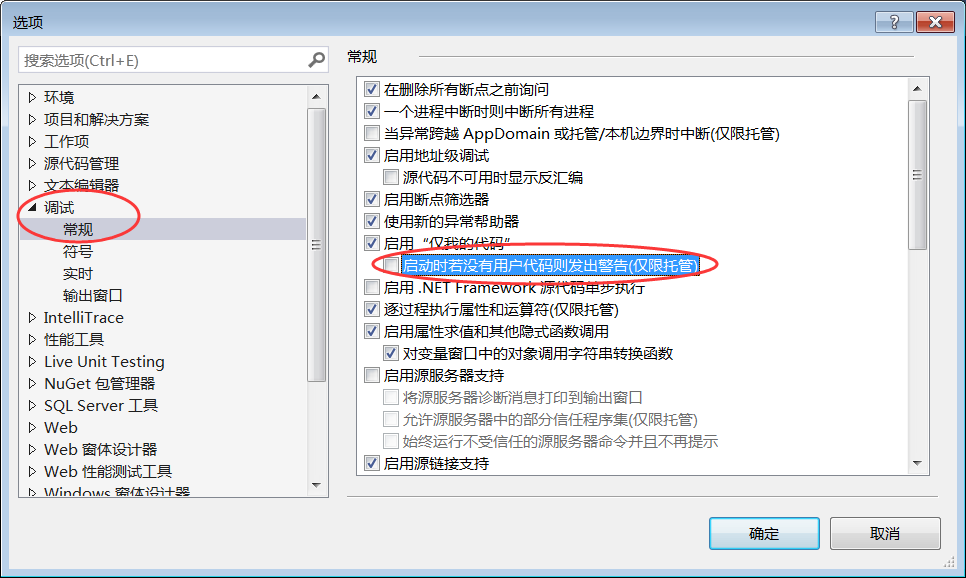 选项
搜索选项(Ctrl+E)
环境
项目和解决方案
工作项
源代码管理
文本编辑器
调试
常规
符号
实时
输出窗口
IntelliTrace
性能工具
Live Unit Testing
NuGet 包管理器
SQL Server 工具
Web
Web 窗体设计器
Web 性能测试工具
Windows 窗体设计器
常规
在删除所有断点之前询问
一个进程中断时则中断所有进程
当异常跨越 AppDomain 或托管/本机边界时中断(仅限托管)
启用地址级调试
源代码不可用时显示反汇编
启用断点筛选器
使用新的异常帮助器
启用“仅我的代码”
启动时若没有用户代码则发出警告(仅限托管)
启用 .NET Framework 源代码单步执行
逐过程执行属性和运算符(仅限托管)
启用属性求值和其他隐式函数调用
对变量窗口中的对象调用字符串转换函数
启用源服务器支持
将源服务器诊断消息打印到输出窗口
允许源服务器中的部分信任程序集(仅限托管)
始终运行不受信任的源服务器命令并且不再提示
启用源链接支持
确定
取消